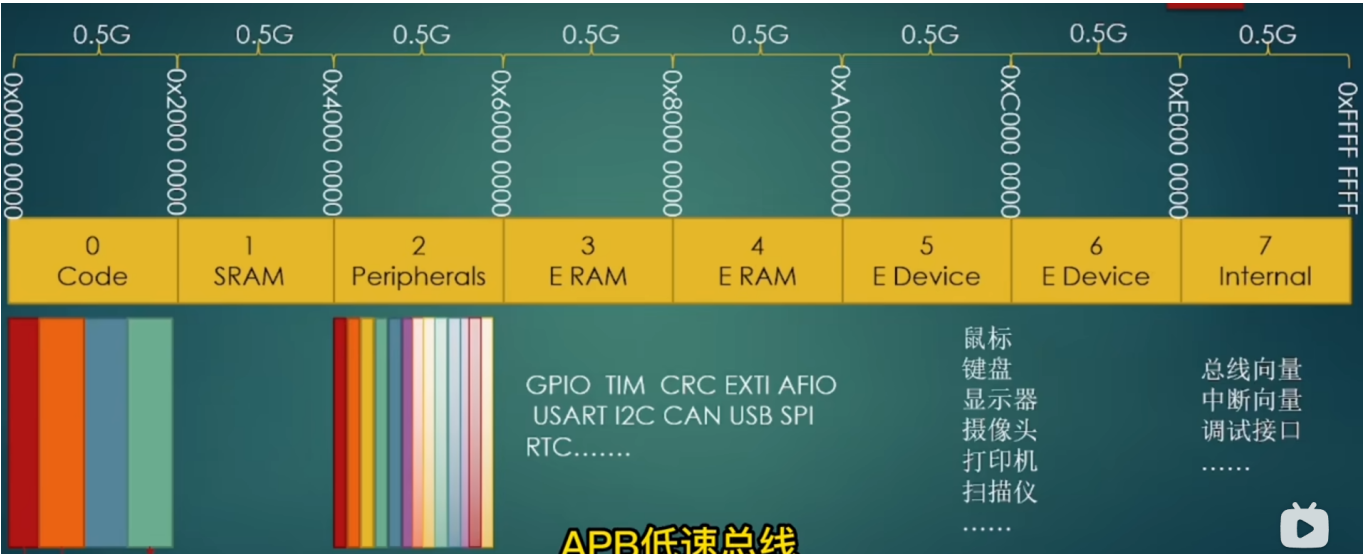 0.5G 0.5G 0.5G 0.5G 0.5G 0.5G 0.5G 0.5G
0x0000 0000 0x2000 0000 0x4000 0000 0x6000 0000 0x8000 0000 0xA000 0000 0xC000 0000 0xE000 0000 0xFFFF FFFF
0 1 2 3 4 5 6 7
Code SRAM Peripherals E RAM E RAM E Device E Device Internal
GPIO TIM CRC EXTI AFIO
USART I2C CAN USB SPI
RTC.......
鼠标
键盘
显示器
摄像头
打印机
扫描仪
......
总线向量
中断向量
调试接口
......
APB低速总线